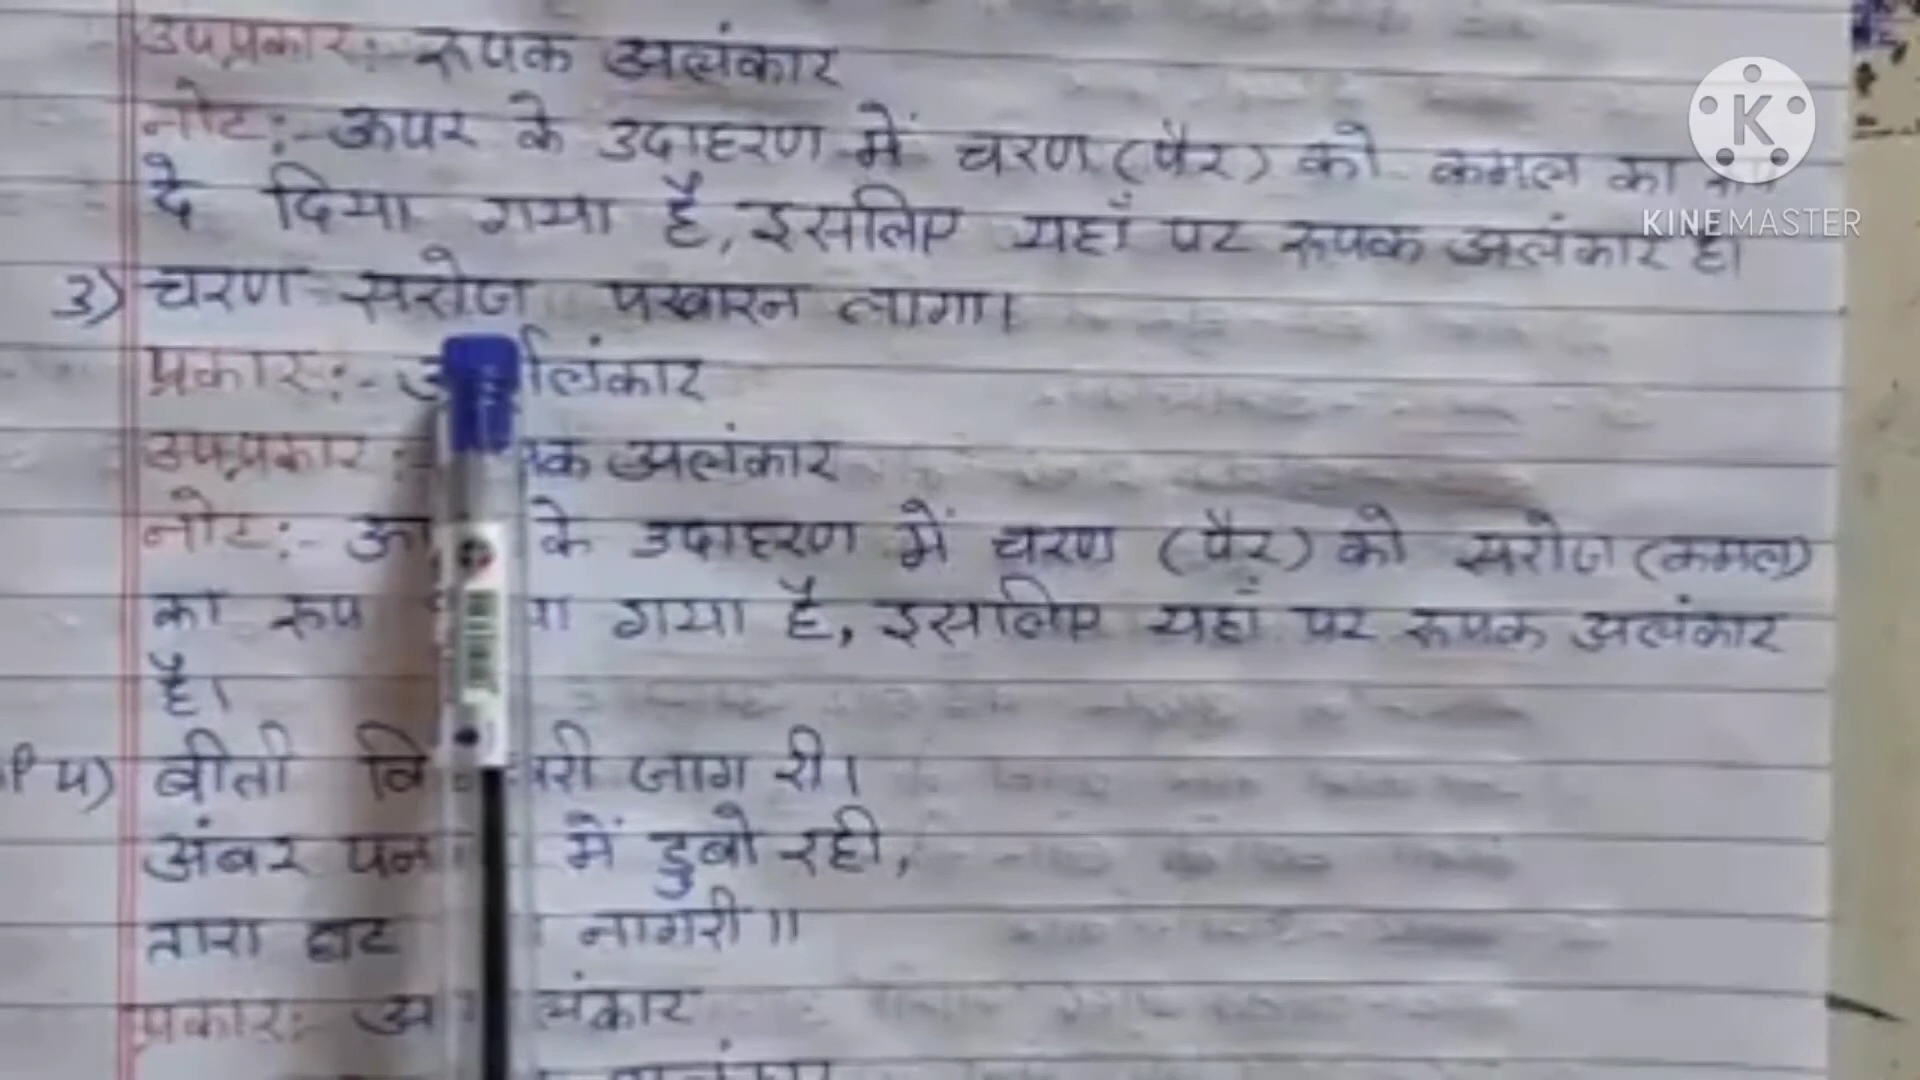 उपप्रकार:- रूपक अलंकार
नोट:- ऊपर के उदाहरण में चरण (पैर) को कमल का
दे दिया गया है, इसलिए यहाँ पर रूपक अलंकार है।
3) चरण सरोज पखारन लागा।
प्रकार:-
उपप्रकार अलंकार
नोट:- के उदाहरण में चरण (पैर) को सरोज (कमल)
का रूप गया है, इसलिए यहाँ पर रूपक अलंकार
है।
४) बीती जाग री।
अंबर में डुबो रही,
तारा नागरी॥
प्रकार:-
K
KINEMASTER